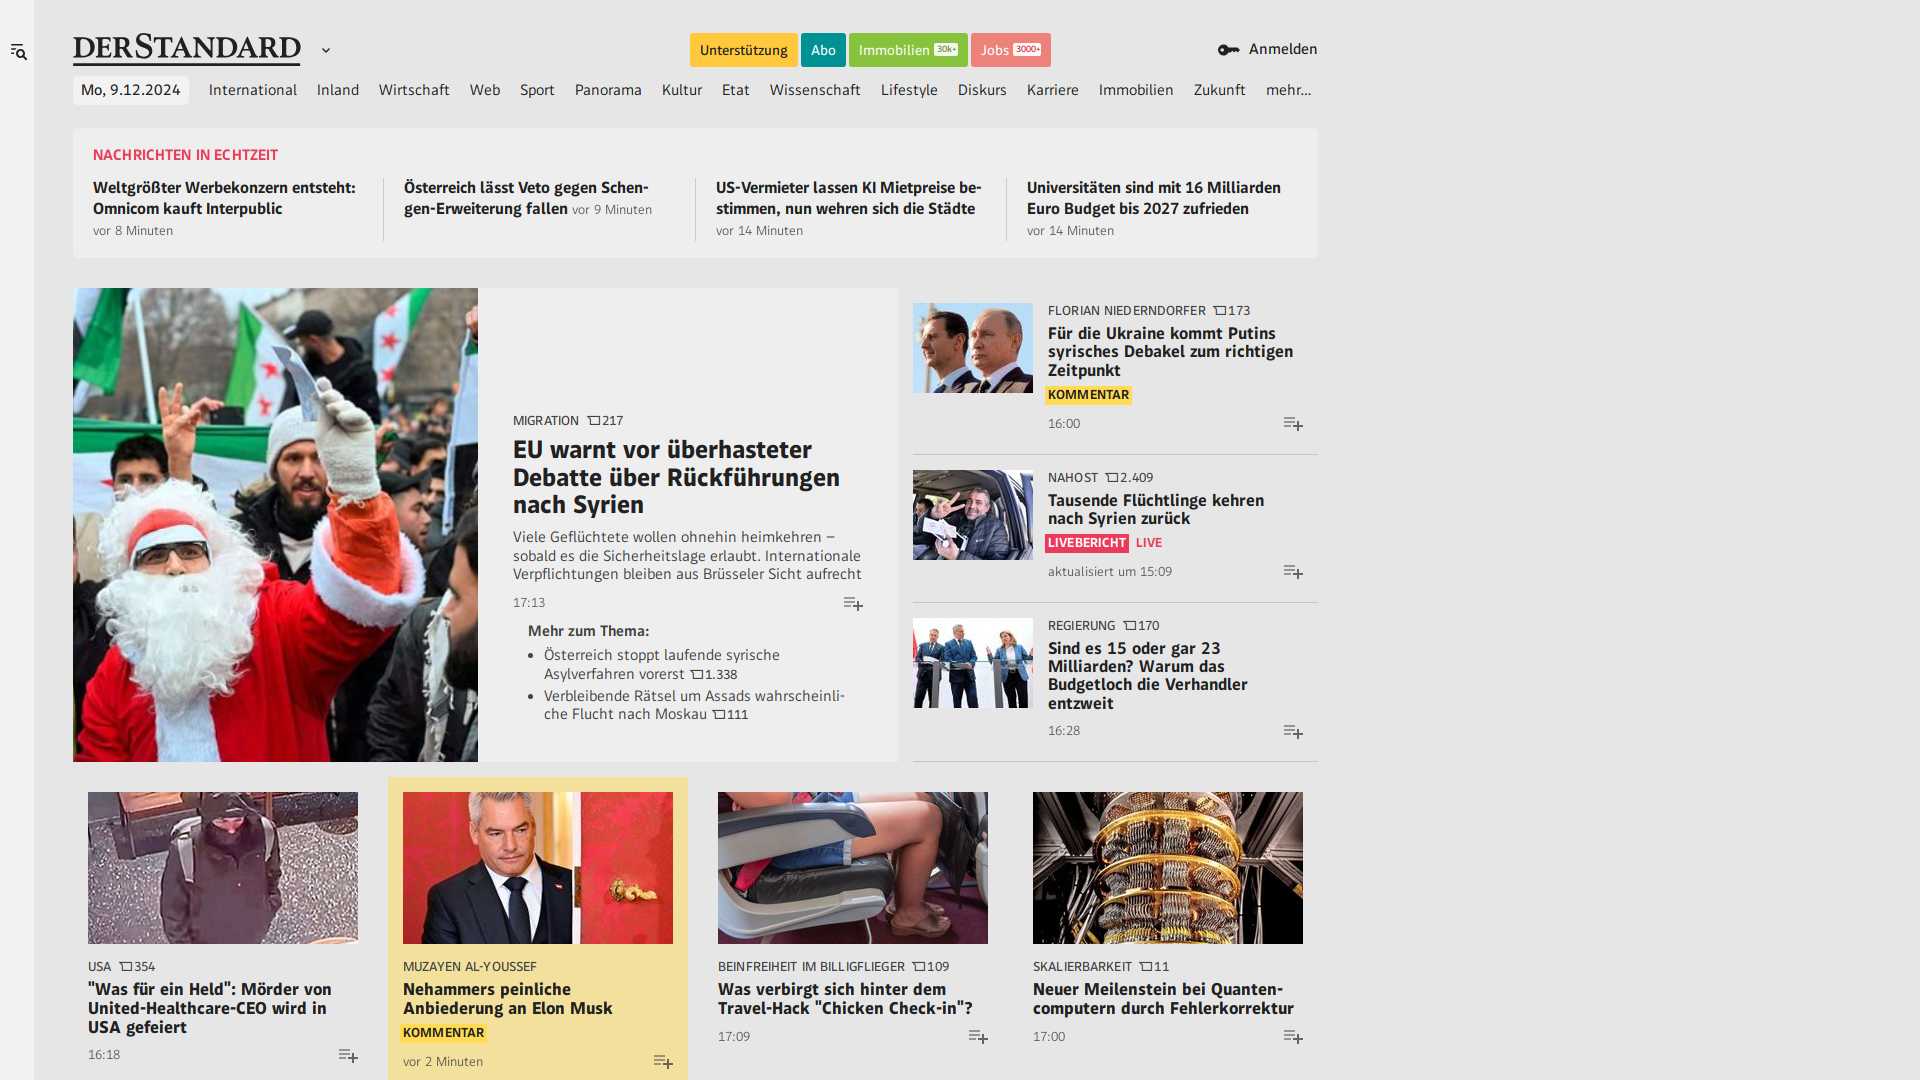 DERSTANDARD
Unterstützung
Abo
Immobilien 30k+
Jobs 3000+
Anmelden
Mo, 9.12.2024
International
Inland
Wirtschaft
Web
Sport
Panorama
Kultur
Etat
Wissenschaft
Lifestyle
Diskurs
Karriere
Immobilien
Zukunft
mehr...
NACHRICHTEN IN ECHTZEIT
Weltgrößter Werbekonzern entsteht:
Omnicom kauft Interpublic
vor 8 Minuten
Österreich lässt Veto gegen Schen-
gen-Erweiterung fallen vor 9 Minuten
US-Vermieter lassen KI Mietpreise be-
stimmen, nun wehren sich die Städte
vor 14 Minuten
Universitäten sind mit 16 Milliarden
Euro Budget bis 2027 zufrieden
vor 14 Minuten
MIGRATION 217
EU warnt vor überhasteter
Debatte über Rückführungen
nach Syrien
Viele Geflüchtete wollen ohnehin heimkehren –
sobald es die Sicherheitslage erlaubt. Internationale
Verpflichtungen bleiben aus Brüsseler Sicht aufrecht
17:13
Mehr zum Thema:
• Österreich stoppt laufende syrische
Asylverfahren vorerst 1.338
• Verbleibende Rätsel um Assads wahrscheinli-
che Flucht nach Moskau 111
FLORIAN NIEDERNDORFER 173
Für die Ukraine kommt Putins
syrisches Debakel zum richtigen
Zeitpunkt
KOMMENTAR
16:00
NAHOST 2.409
Tausende Flüchtlinge kehren
nach Syrien zurück
LIVEBERICHT LIVE
aktualisiert um 15:09
REGIERUNG 170
Sind es 15 oder gar 23
Milliarden? Warum das
Budgetloch die Verhandler
entzweit
16:28
USA 354
"Was für ein Held": Mörder von
United-Healthcare-CEO wird in
USA gefeiert
16:18
MUZAYEN AL-YOUSSEF
Nehammers peinliche
Anbiederung an Elon Musk
KOMMENTAR
vor 2 Minuten
BEINFREIHEIT IM BILLIGFLIEGER 109
Was verbirgt sich hinter dem
Travel-Hack "Chicken Check-in"?
17:09
SKALIERBARKEIT 11
Neuer Meilenstein bei Quanten-
computern durch Fehlerkorrektur
17:00